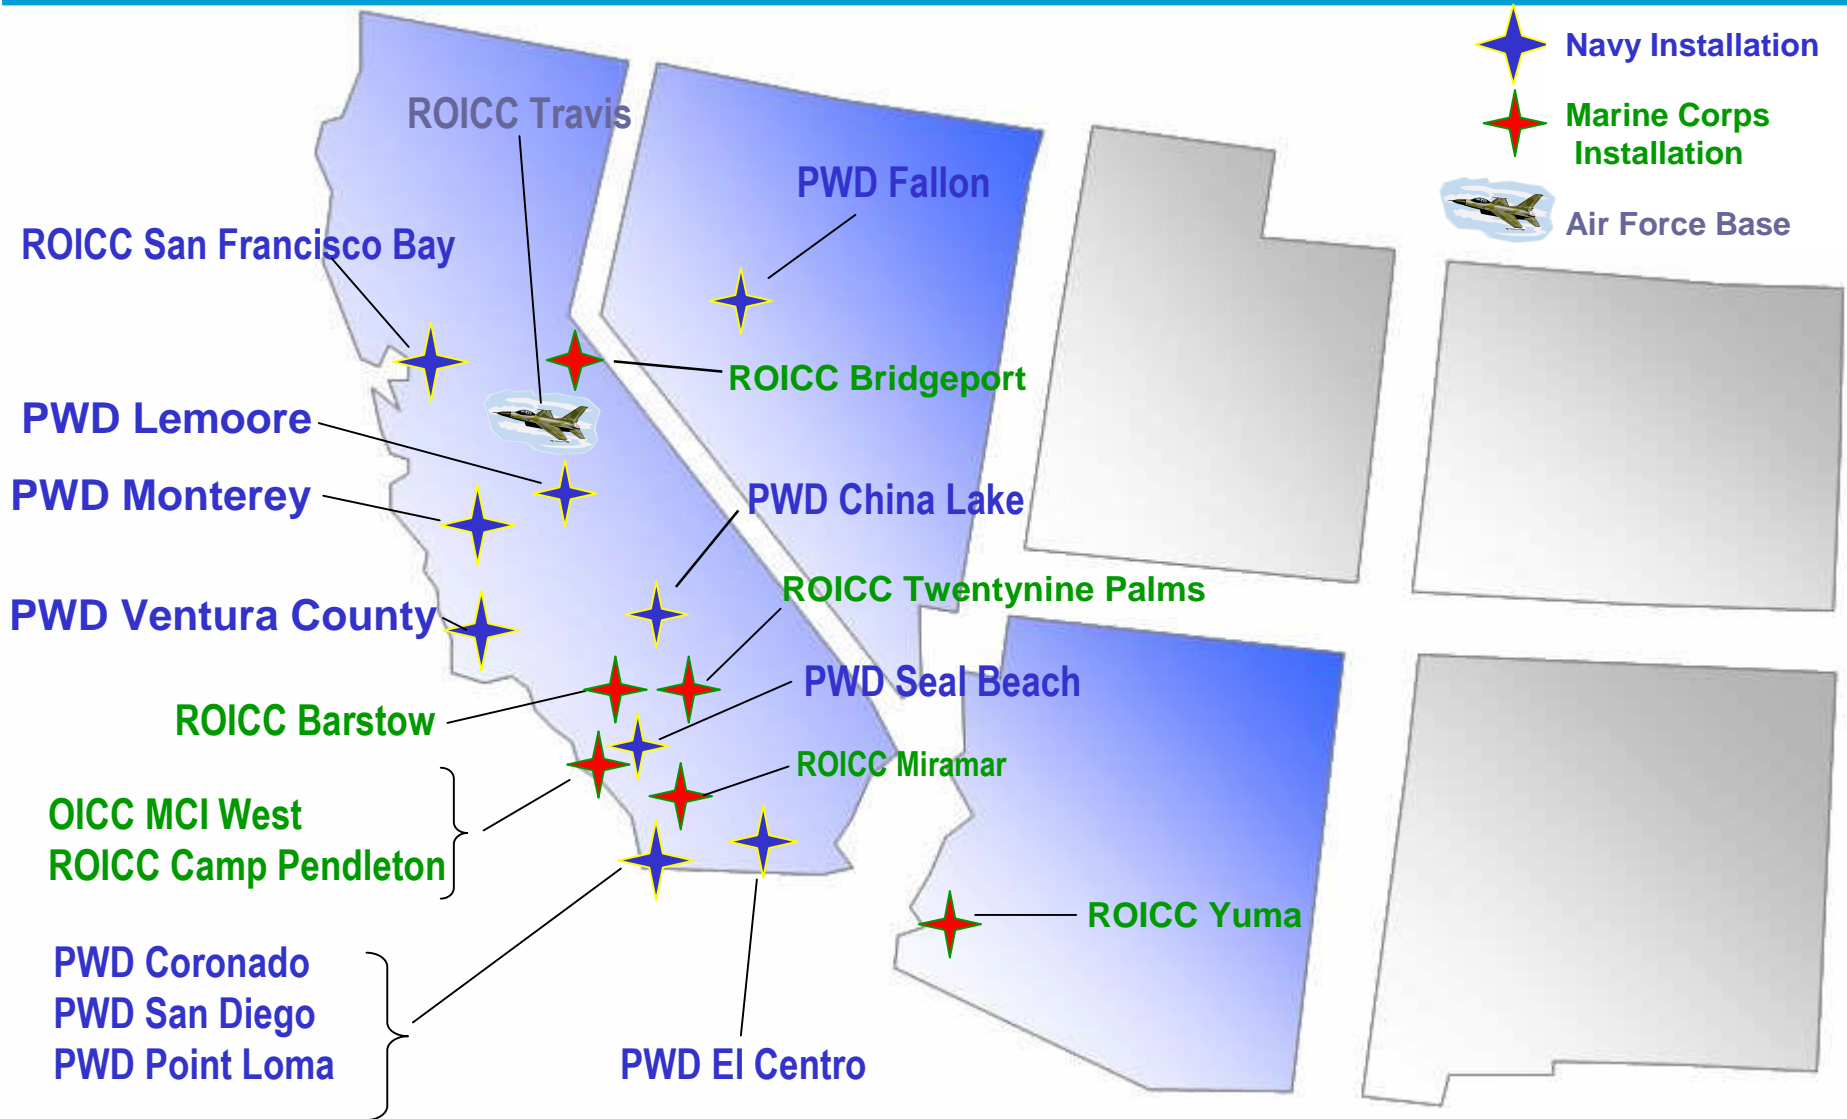 Navy Installation
Marine Corps
Installation
Air Force Base
ROICC Travis
PWD Fallon
ROICC San Francisco Bay
ROICC Bridgeport
PWD Lemoore
PWD Monterey
PWD China Lake
ROICC Twentynine Palms
PWD Ventura County
PWD Seal Beach
ROICC Barstow
ROICC Miramar
OICC MCI West
ROICC Camp Pendleton
ROICC Yuma
PWD Coronado
PWD San Diego
PWD Point Loma
PWD El Centro